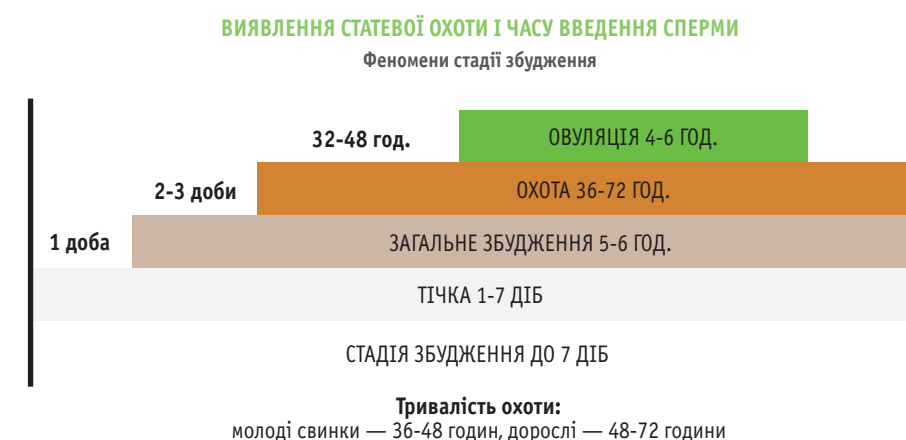 ВИЯВЛЕННЯ СТАТЕВОЇ ОХОТИ І ЧАСУ ВВЕДЕННЯ СПЕРМИ
Феномени стадії збудження
32-48 год.
ОВУЛЯЦІЯ 4-6 ГОД.
2-3 доби
ОХОТА 36-72 ГОД.
1 доба
ЗАГАЛЬНЕ ЗБУДЖЕННЯ 5-6 ГОД.
ТІЧКА 1-7 ДІБ
СТАДІЯ ЗБУДЖЕННЯ ДО 7 ДІБ
Тривалість охоти:
молоді свинки — 36-48 годин, дорослі — 48-72 години